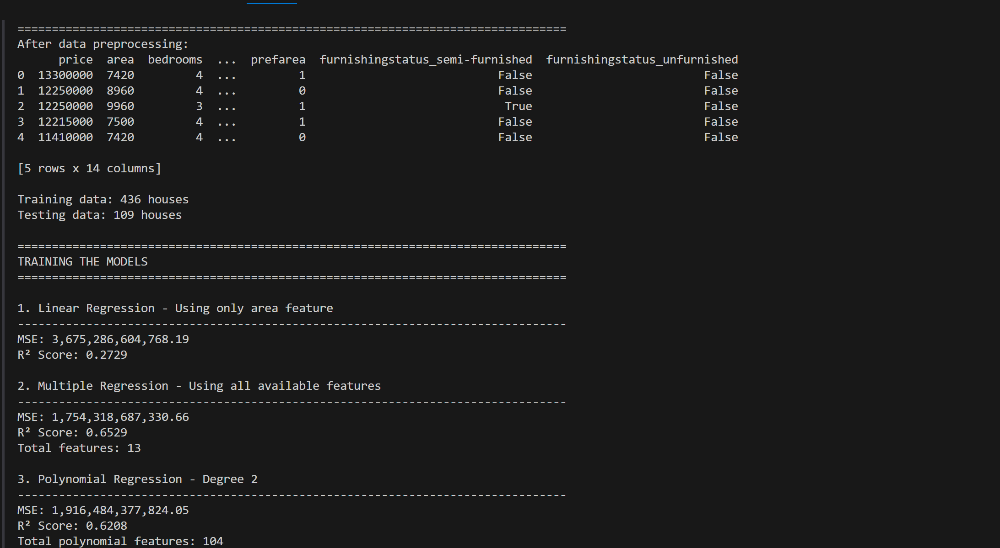 ================================================================================
After data preprocessing:
      price  area  bedrooms  ...  prefarea  furnishingstatus_semi-furnished  furnishingstatus_unfurnished
0  13300000  7420         4  ...         1                            False                         False
1  12250000  8960         4  ...         0                            False                         False
2  12250000  9960         3  ...         1                             True                         False
3  12215000  7500         4  ...         1                            False                         False
4  11410000  7420         4  ...         0                            False                         False
[5 rows x 14 columns]
Training data: 436 houses
Testing data: 109 houses
================================================================================
TRAINING THE MODELS
================================================================================
1. Linear Regression - Using only area feature
--------------------------------------------------------------------------------
MSE: 3,675,286,604,768.19
R² Score: 0.2729
2. Multiple Regression - Using all available features
--------------------------------------------------------------------------------
MSE: 1,754,318,687,330.66
R² Score: 0.6529
Total features: 13
3. Polynomial Regression - Degree 2
--------------------------------------------------------------------------------
MSE: 1,916,484,377,824.05
R² Score: 0.6208
Total polynomial features: 104